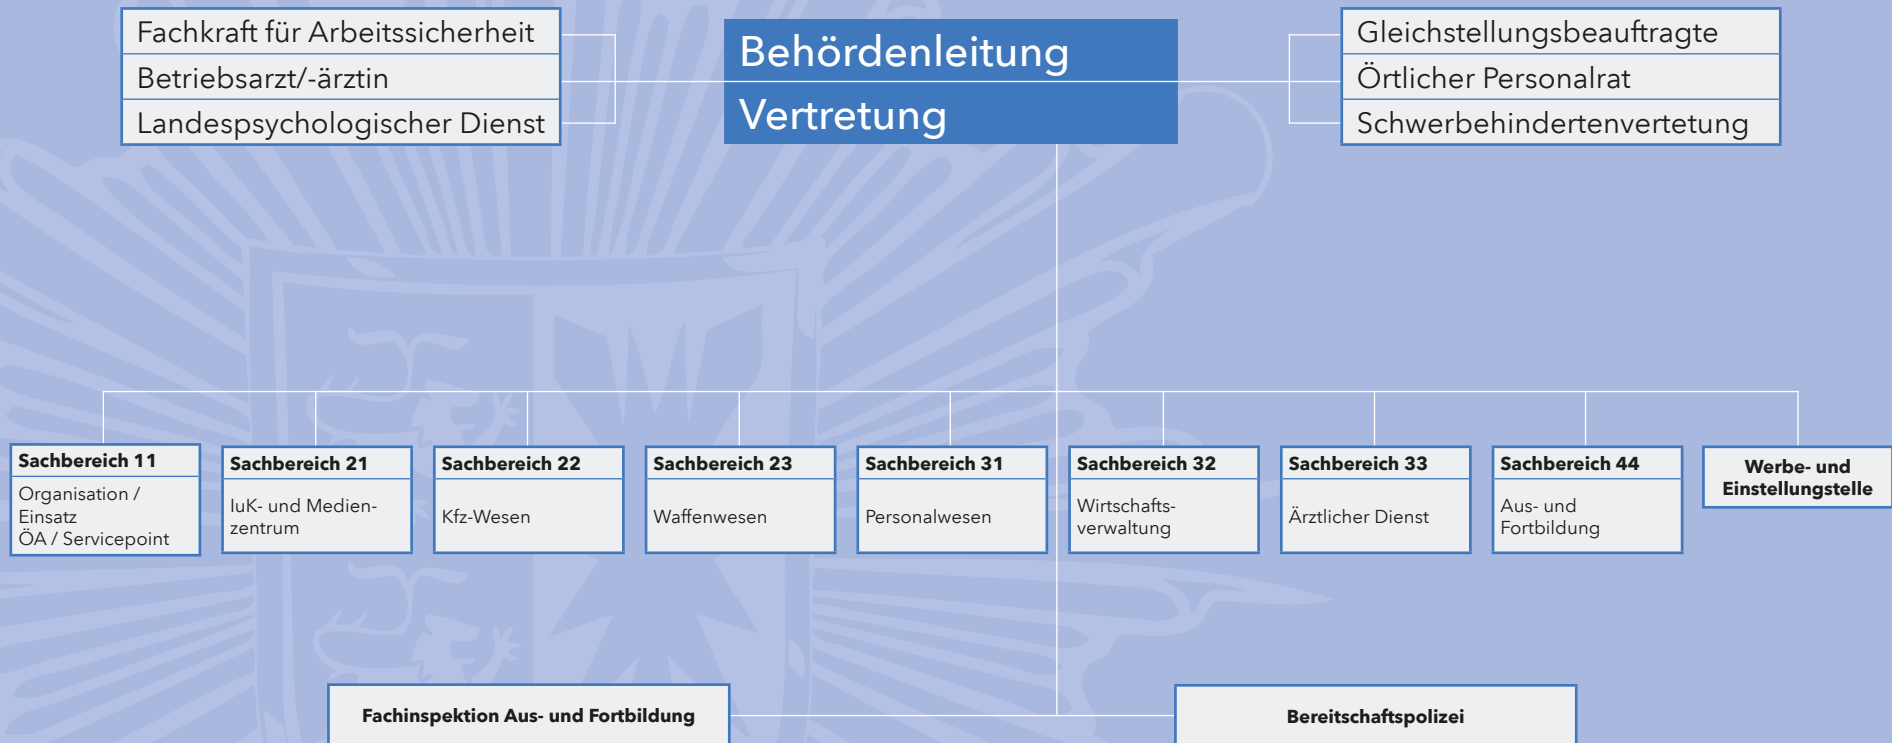 Fachkraft für Arbeitssicherheit
Betriebsarzt/-ärztin
Landespsychologischer Dienst
Behördenleitung
Vertretung
Gleichstellungsbeauftragte
Örtlicher Personalrat
Schwerbehindertenvertetung
Sachbereich 11
Organisation /
Einsatz
ÖA / Servicepoint
Sachbereich 21
IuK- und Medien-
zentrum
Sachbereich 22
Kfz-Wesen
Sachbereich 23
Waffenwesen
Sachbereich 31
Personalwesen
Sachbereich 32
Wirtschafts-
verwaltung
Sachbereich 33
Ärztlicher Dienst
Sachbereich 44
Aus- und
Fortbildung
Werbe- und
Einstellungstelle
Fachinspektion Aus- und Fortbildung
Bereitschaftspolizei